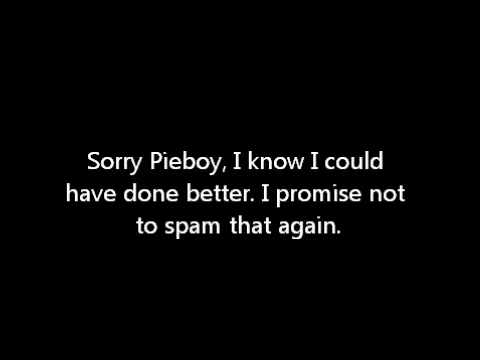 Sorry Pieboy, I know I could
have done better. I promise not
to spam that again.